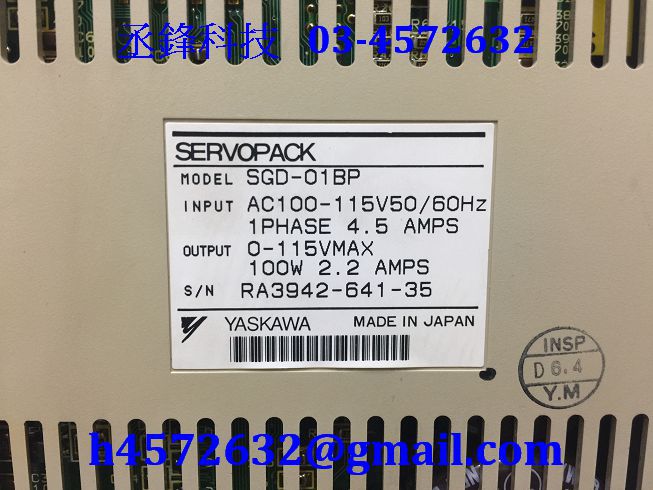 丞鋒科技 03-4572632
SERVOPACK
MODEL SGD-01BP
INPUT AC100-115V50/60Hz
1PHASE 4.5 AMPS
OUTPUT 0-115VMAX
100W 2.2 AMPS
S/N RA3942-641-35
YASKAWA MADE IN JAPAN
INSP
D6.4
Y.M
h4572632@gmail.com